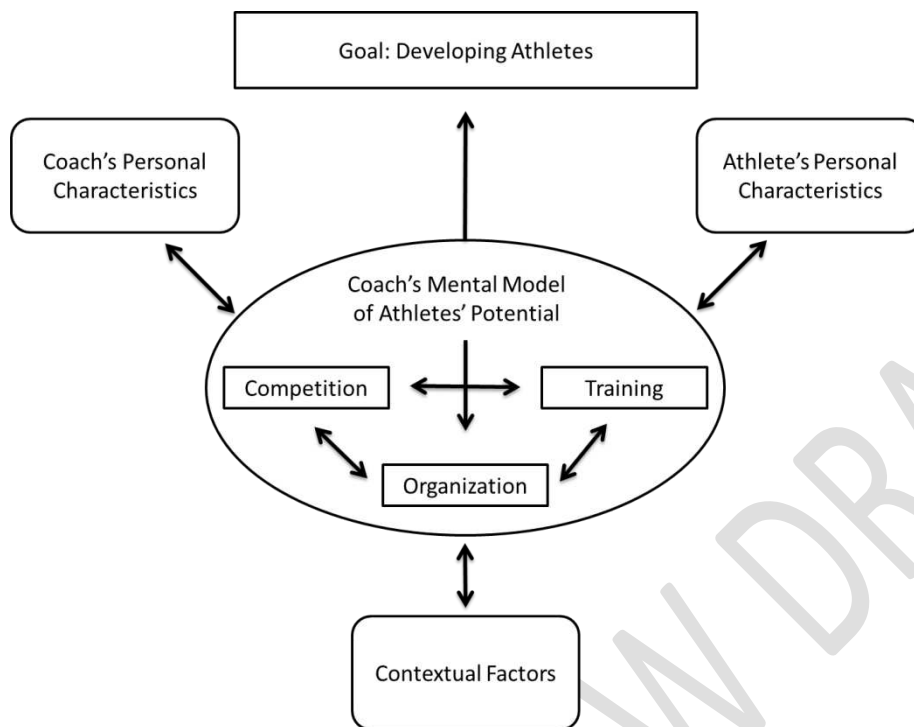 Goal: Developing Athletes
Coach's Personal
Characteristics
Athlete's Personal
Characteristics
Coach's Mental Model
of Athletes' Potential
Competition
Training
Organization
Contextual Factors
W DRA